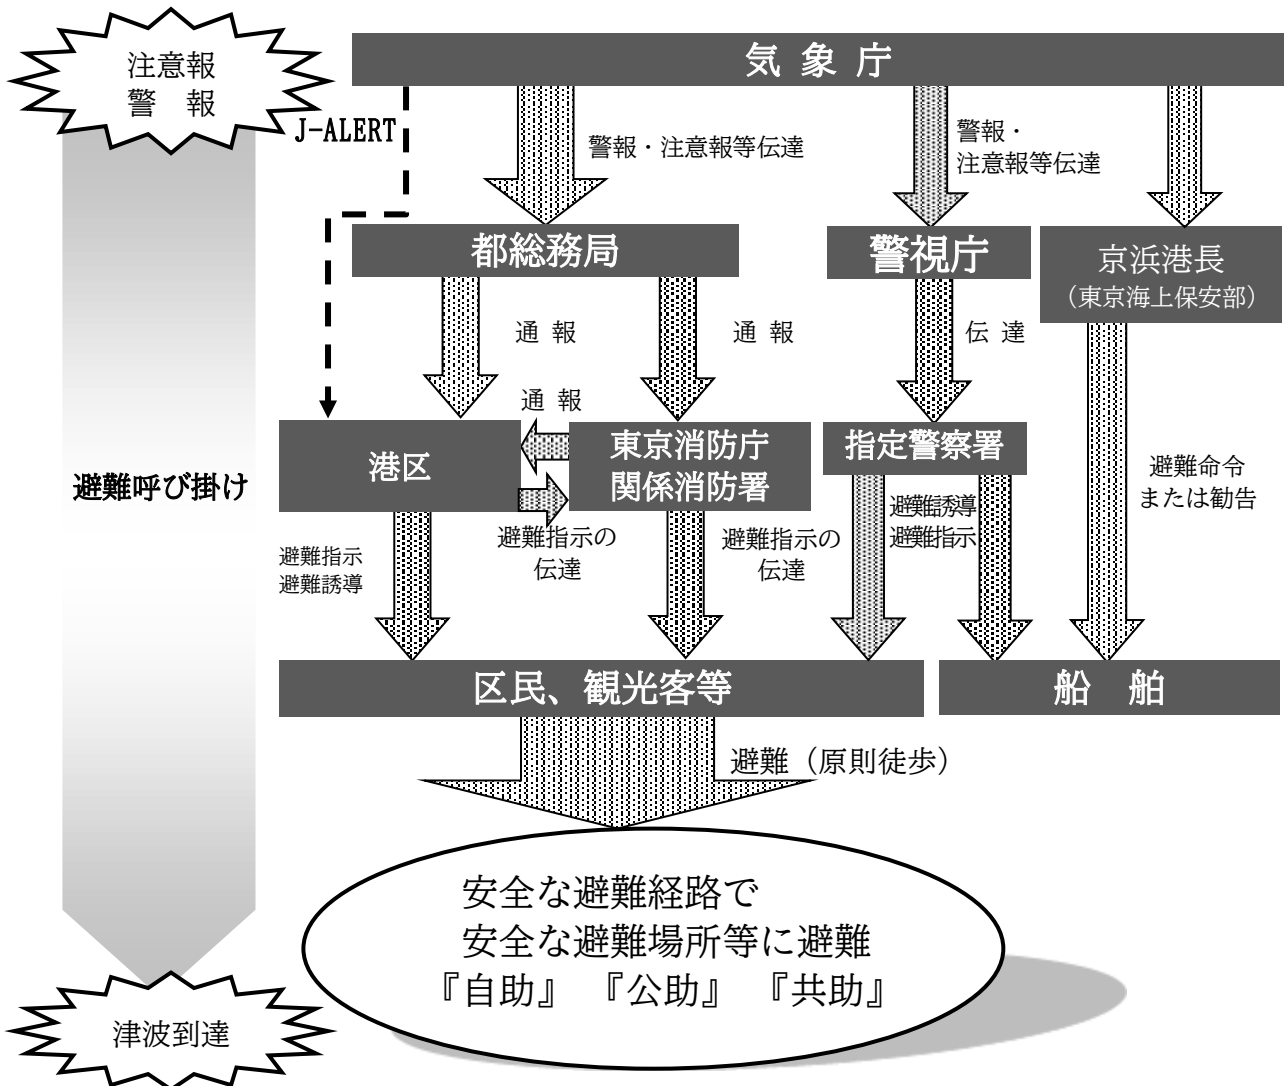 注意報
警　報
気 象 庁
J-ALERT
警報・注意報等伝達
警報・
注意報等伝達
都総務局
警視庁
京浜港長
（東京海上保安部）
通 報
通 報
伝 達
通 報
港区
東京消防庁
関係消防署
指定警察署
避難呼び掛け
避難命令
または勧告
避難指示
避難誘導
避難指示の
伝達
避難指示の
伝達
避難誘導
避難指示
区民、観光客等
船　舶
避難（原則徒歩）
安全な避難経路で
安全な避難場所等に避難
『自助』 『公助』 『共助』
津波到達